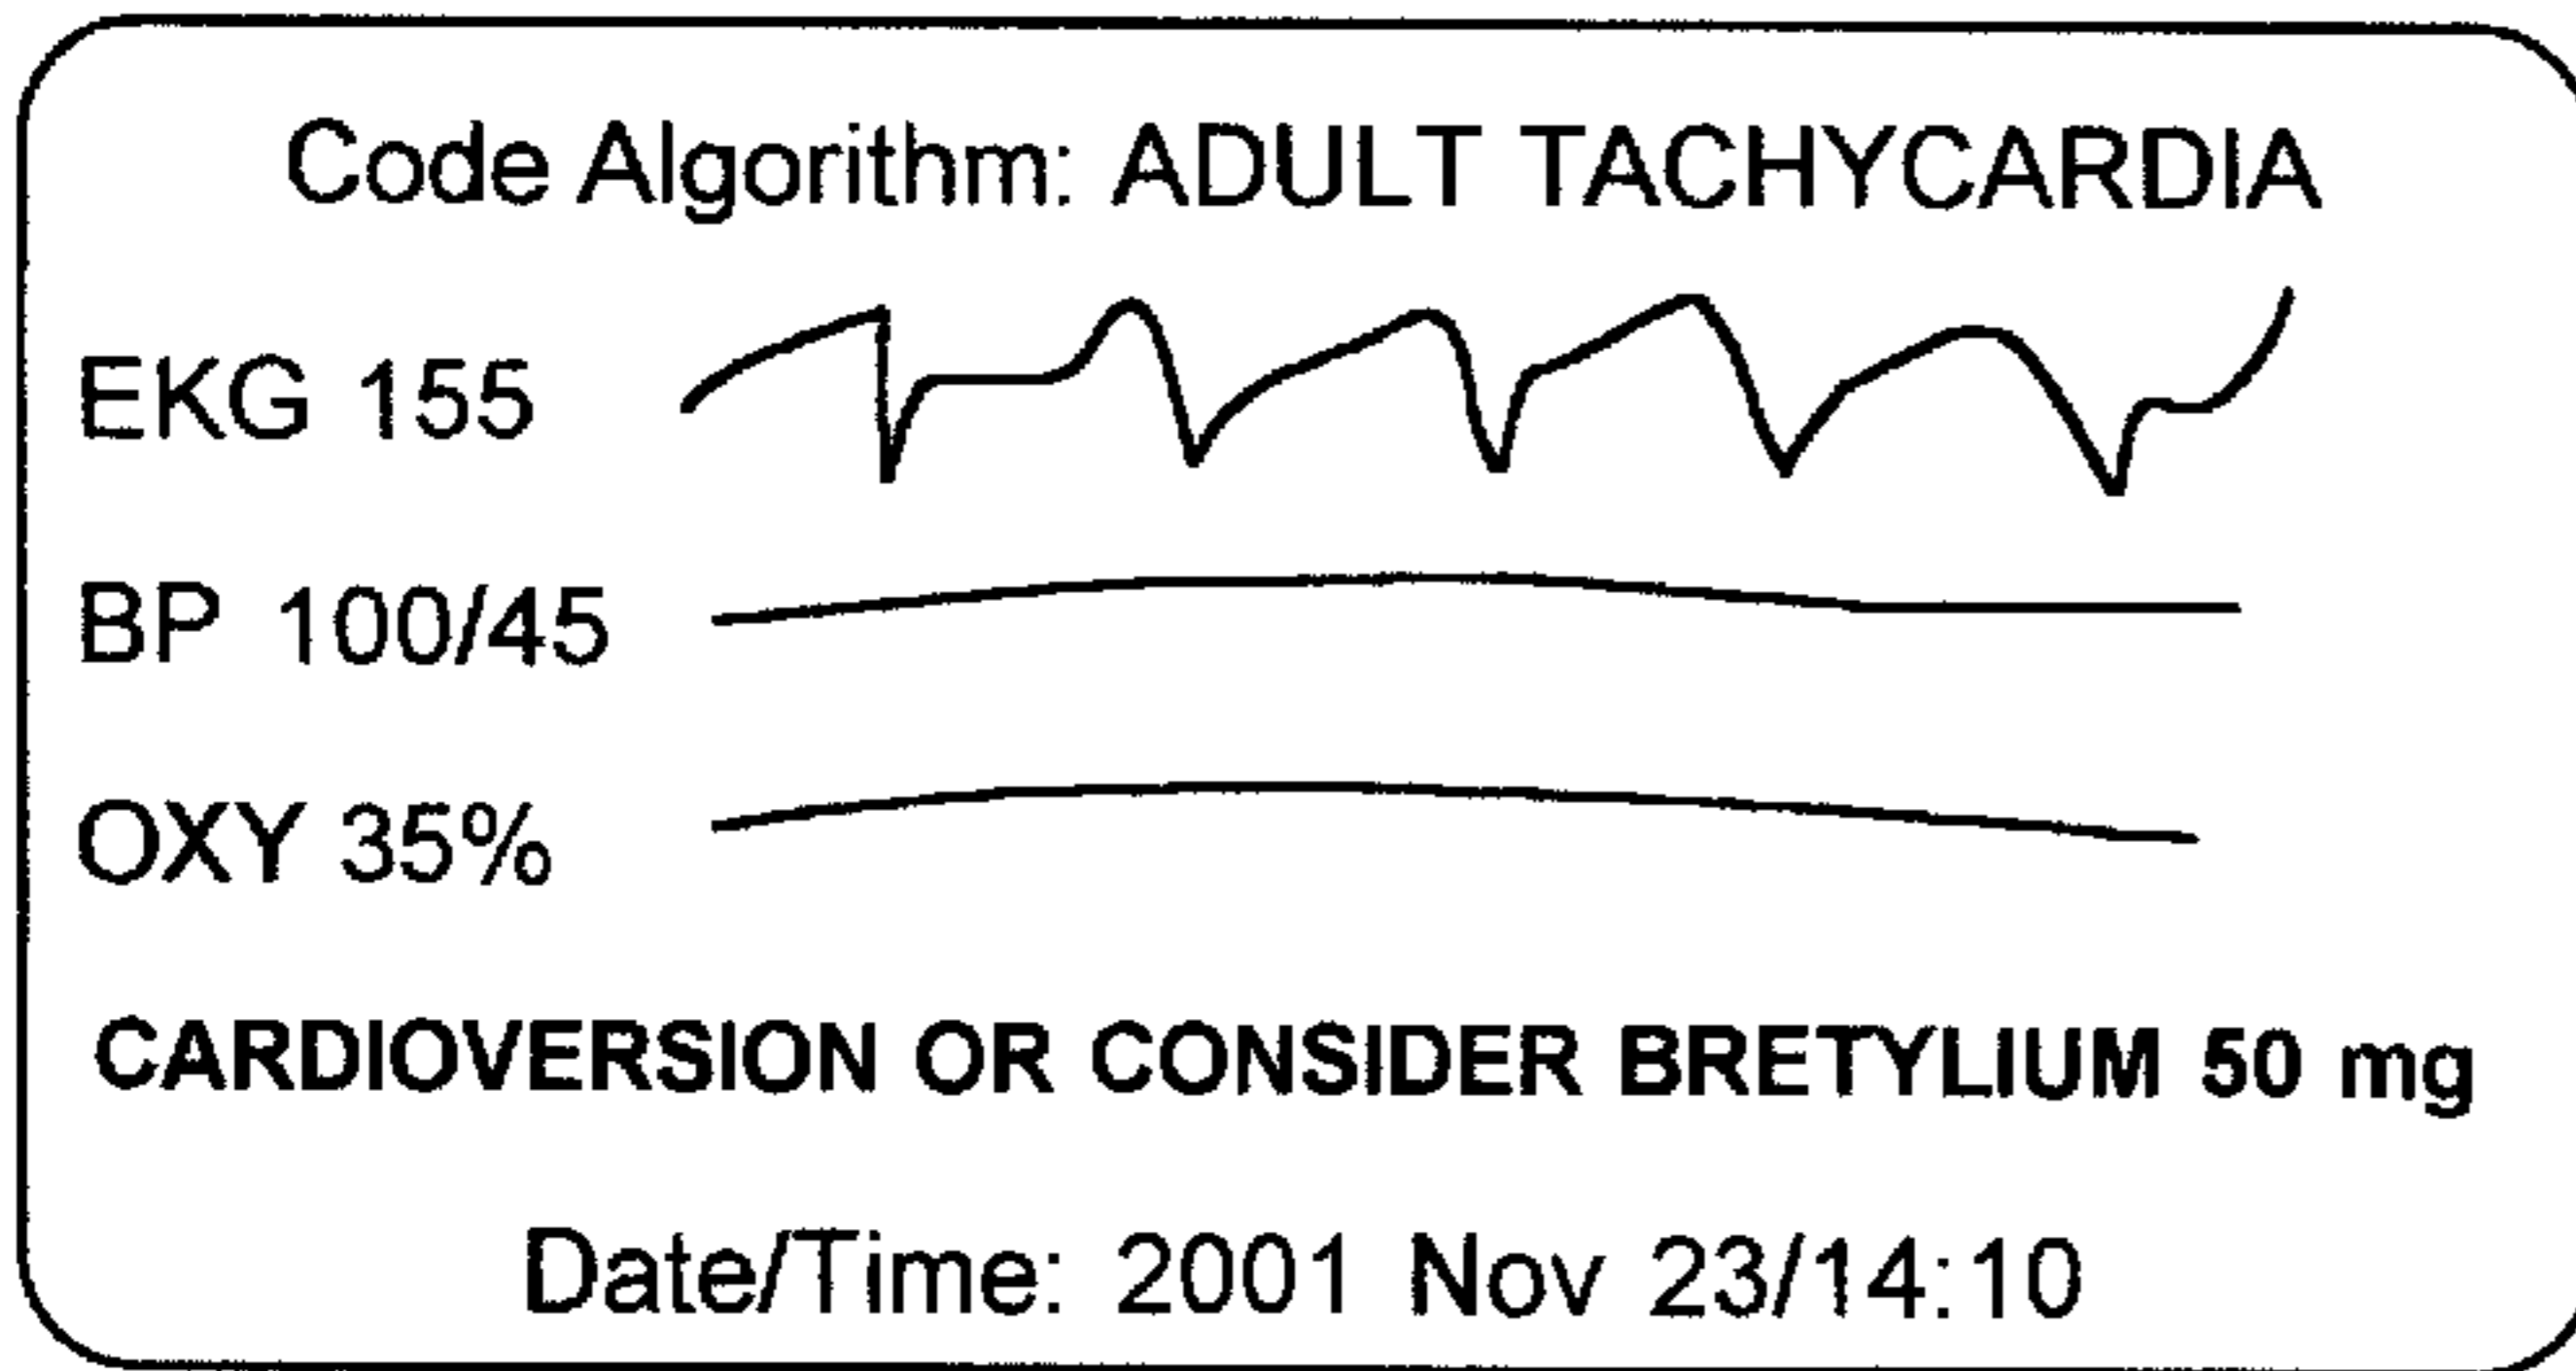 Code Algorithm: ADULT TACHYCARDIA
EKG 155
BP 100/45
OXY 35%
CARDIOVERSION OR CONSIDER BRETYLIUM 50 mg
Date/Time: 2001 Nov 23/14:10